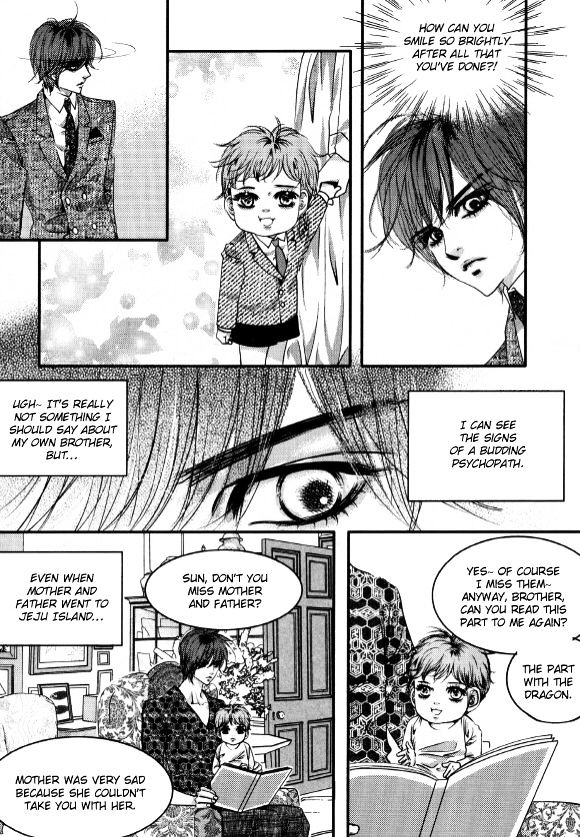 HOW CAN YOU
SMILE SO BRIGHTLY
AFTER ALL THAT
YOU'VE DONE?!
UGH~ IT'S REALLY
NOT SOMETHING I
SHOULD SAY ABOUT
MY OWN BROTHER,
BUT...
I CAN SEE
THE SIGNS
OF A BUDDING
PSYCHOPATH.
EVEN WHEN
MOTHER AND
FATHER WENT TO
JEJU ISLAND...
SUN, DON'T YOU
MISS MOTHER
AND FATHER?
MOTHER WAS VERY SAD
BECAUSE SHE COULDN'T
TAKE YOU WITH HER.
YES~ OF COURSE
I MISS THEM~
ANYWAY, BROTHER,
CAN YOU READ THIS
PART TO ME AGAIN?
THE PART
WITH THE
DRAGON.